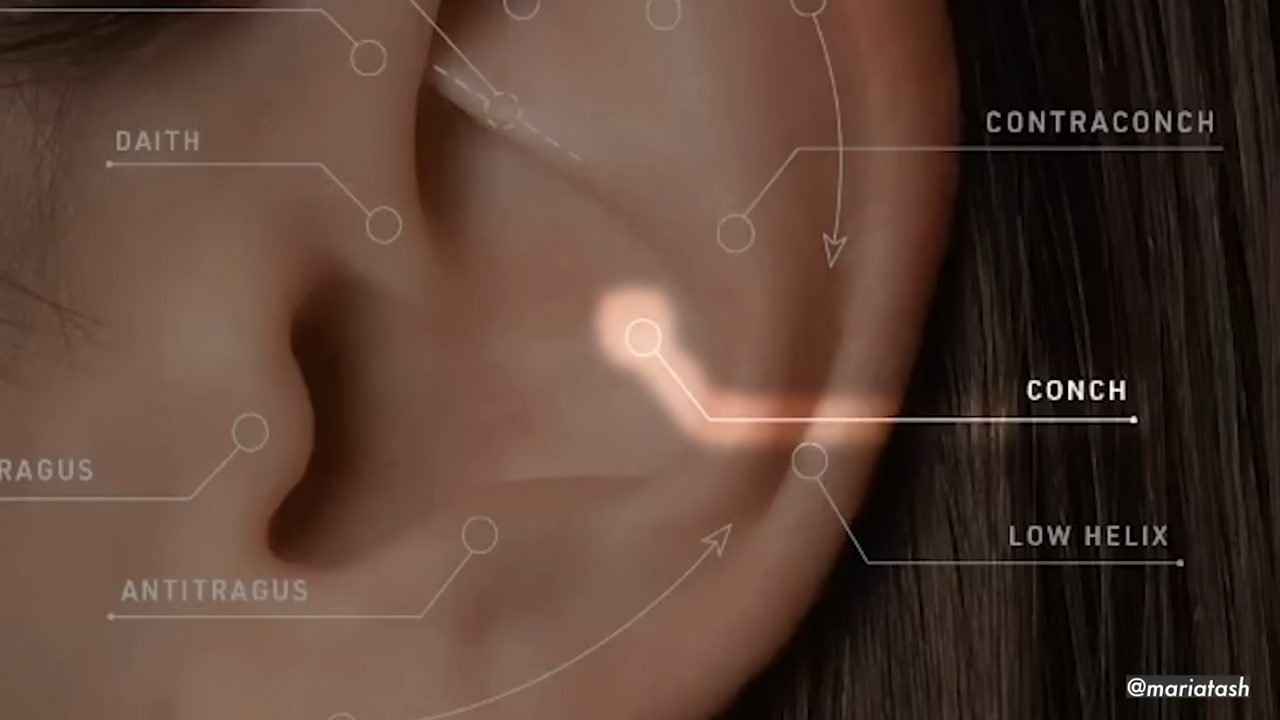 CONTRACONCH
DAITH
CONCH
RAGUS
LOW HELIX
ANTITRAGUS
@mariatash